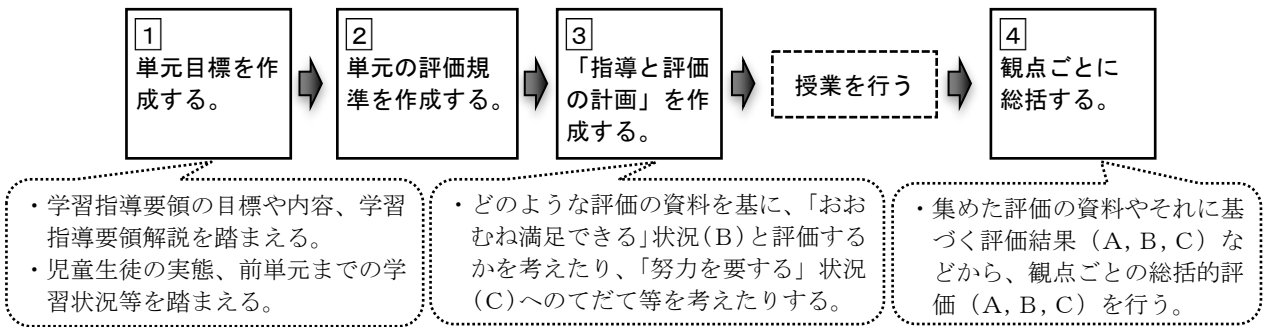 1
単元目標を作
成する。
2
単元の評価規
準を作成する。
3
「指導と評価
の計画」を作
成する。
授業を行う
4
観点ごとに
総括する。
・学習指導要領の目標や内容、学習
指導要領解説を踏まえる。
・児童生徒の実態、前単元までの学
習状況等を踏まえる。
・どのような評価の資料を基に、「おお
むね満足できる」状況(B)と評価する
かを考えたり、「努力を要する」状況
(C)へのてだて等を考えたりする。
・集めた評価の資料やそれに基
づく評価結果（A, B, C）な
どから、観点ごとの総括的評
価（A, B, C）を行う。